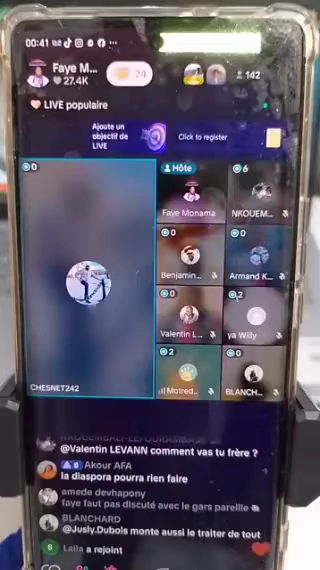 00:41
Faye M...
27.4K
24
142
LIVE populaire
Ajoute un
objectif de
LIVE
Click to register
0
Hôte
6
Faye Monama
NKOUEM...
0
0
Benjamin...
Armand K...
0
2
Valentin L...
ya Willy
2
0
Motred...
BLANCH...
CHESNET242
@Valentin LEVANN comment vas tu frère ?
8 Akour AFA
la diaspora pourra rien faire
amede devhapony
faye faut pas discuté avec le gars pareille
BLANCHARD
@Jusly.Dubois monte aussi le traiter de tout
Laila a rejoint